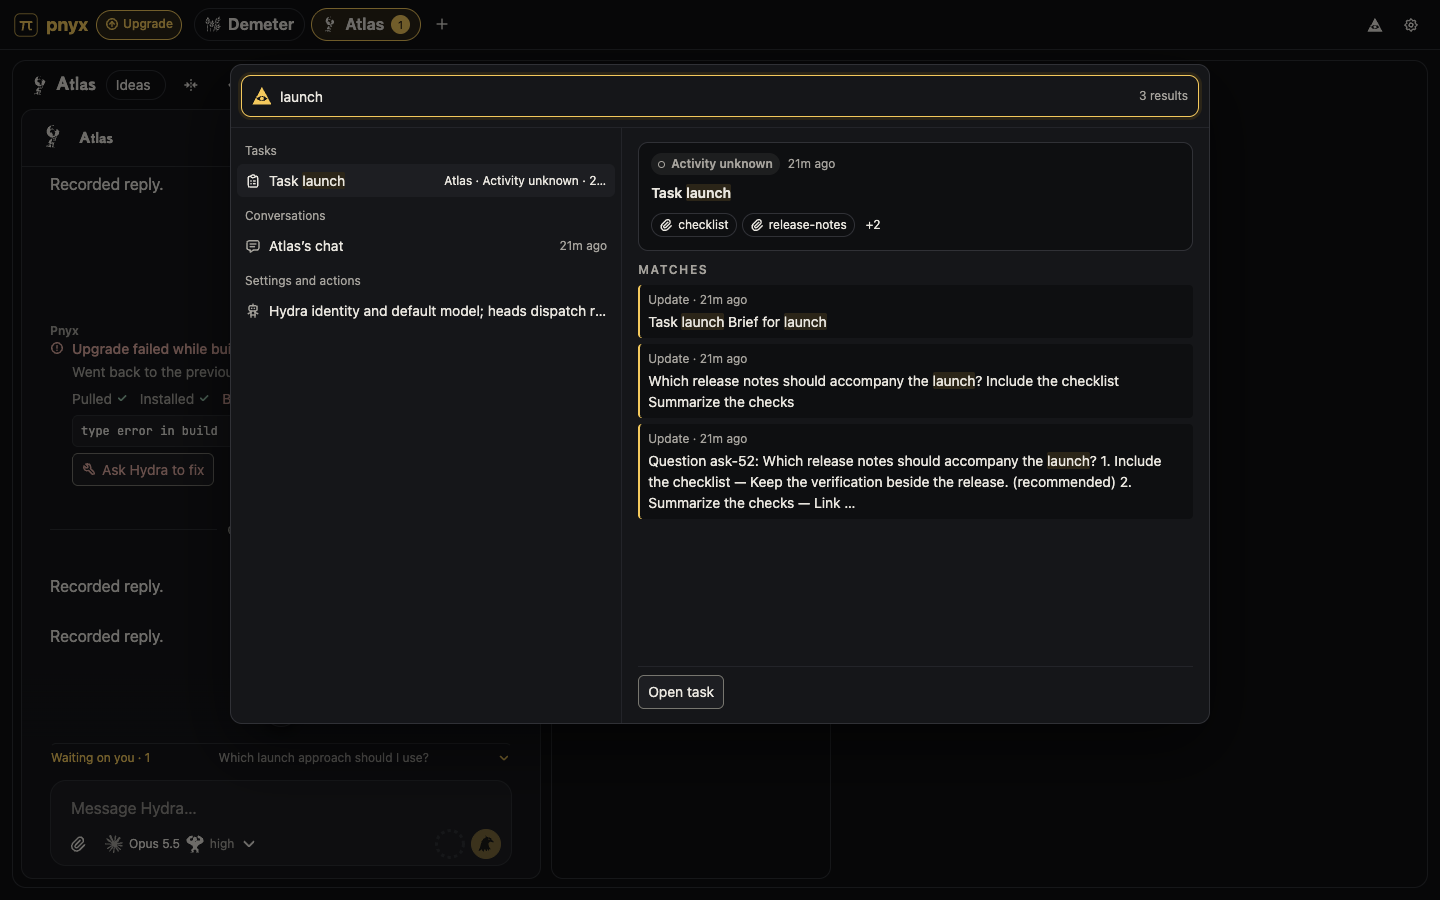 pnyx
Upgrade
Demeter
Atlas
1
Atlas
Ideas
launch
3 results
Atlas
Recorded reply.
Pnyx
Upgrade failed while bui
Went back to the previou
Pulled ✓ Installed ✓ B
type error in build
Ask Hydra to fix
Recorded reply.
Recorded reply.
Waiting on you · 1
Which launch approach should I use?
Message Hydra...
Opus 5.5
high
Tasks
Task launch
Atlas · Activity unknown · 2...
Conversations
Atlas’s chat
21m ago
Settings and actions
Hydra identity and default model; heads dispatch r...
Activity unknown
21m ago
Task launch
checklist
release-notes
+2
MATCHES
Update · 21m ago
Task launch Brief for launch
Update · 21m ago
Which release notes should accompany the launch? Include the checklist
Summarize the checks
Update · 21m ago
Question ask-52: Which release notes should accompany the launch? 1. Include
the checklist — Keep the verification beside the release. (recommended) 2.
Summarize the checks — Link ...
Open task